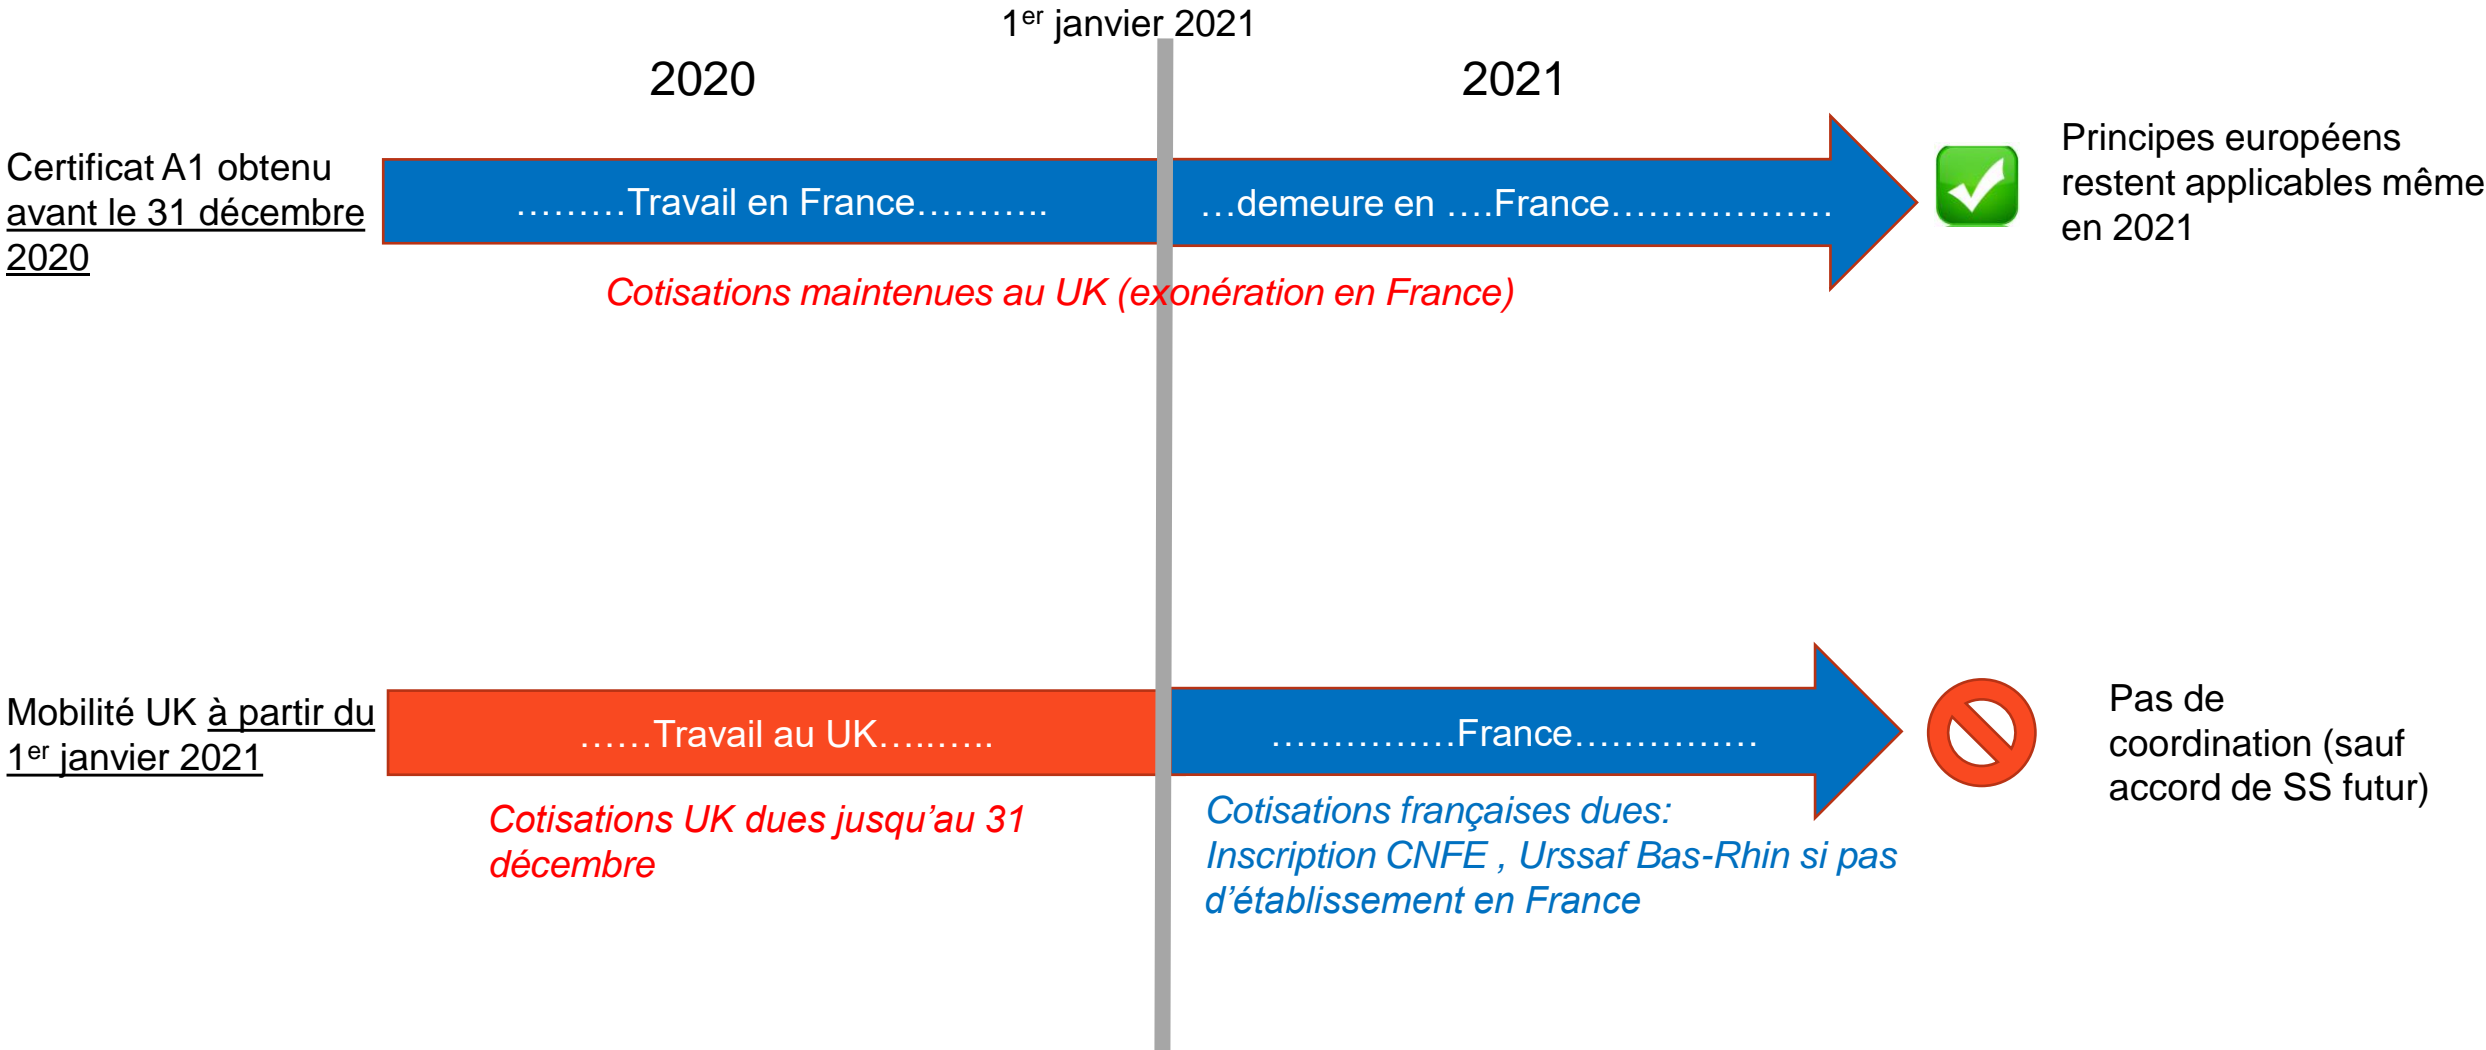 1er janvier 2021
2020
2021
Certificat A1 obtenu
avant le 31 décembre
2020
………Travail en France………..
…demeure en ….France………………
Principes européens
restent applicables même
en 2021
Cotisations maintenues au UK (exonération en France)
Mobilité UK à partir du
1er janvier 2021
……Travail au UK…..…..
……………France……………
Pas de
coordination (sauf
accord de SS futur)
Cotisations UK dues jusqu’au 31
décembre
Cotisations françaises dues:
Inscription CNFE , Urssaf Bas-Rhin si pas
d’établissement en France